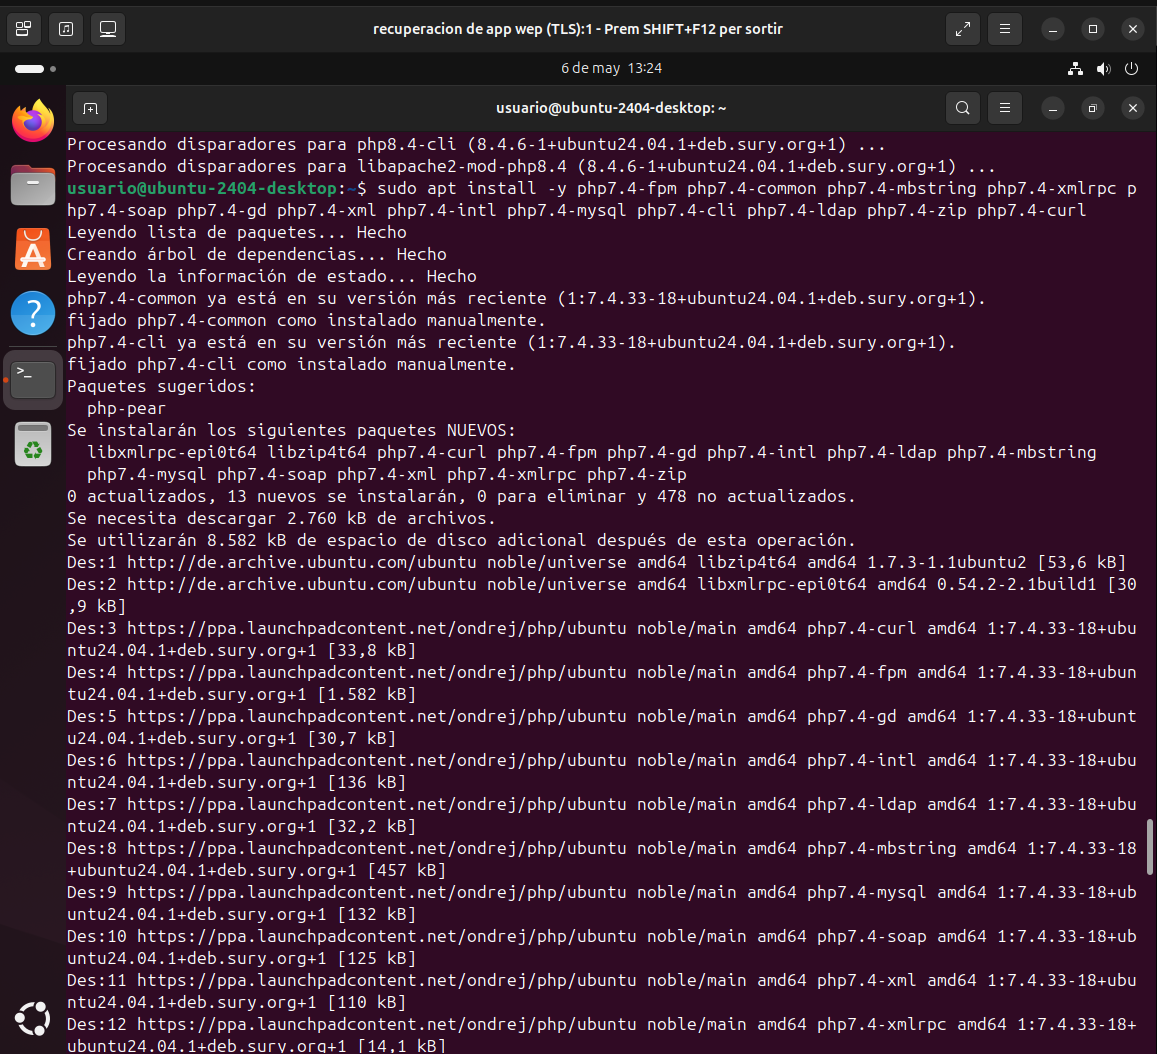 recuperacion de app wep (TLS):1 - Prem SHIFT+F12 per sortir
6 de may 13:24
usuario@ubuntu-2404-desktop: ~
Procesando disparadores para php8.4-cli (8.4.6-1+ubuntu24.04.1+deb.sury.org+1) ...
Procesando disparadores para libapache2-mod-php8.4 (8.4.6-1+ubuntu24.04.1+deb.sury.org+1) ...
usuario@ubuntu-2404-desktop:~$ sudo apt install -y php7.4-fpm php7.4-common php7.4-mbstring php7.4-xmlrpc p
hp7.4-soap php7.4-gd php7.4-xml php7.4-intl php7.4-mysql php7.4-cli php7.4-ldap php7.4-zip php7.4-curl
Leyendo lista de paquetes... Hecho
Creando árbol de dependencias... Hecho
Leyendo la información de estado... Hecho
php7.4-common ya está en su versión más reciente (1:7.4.33-18+ubuntu24.04.1+deb.sury.org+1).
fijado php7.4-common como instalado manualmente.
php7.4-cli ya está en su versión más reciente (1:7.4.33-18+ubuntu24.04.1+deb.sury.org+1).
fijado php7.4-cli como instalado manualmente.
Paquetes sugeridos:
  php-pear
Se instalarán los siguientes paquetes NUEVOS:
  libxmlrpc-epi0t64 libzip4t64 php7.4-curl php7.4-fpm php7.4-gd php7.4-intl php7.4-ldap php7.4-mbstring
  php7.4-mysql php7.4-soap php7.4-xml php7.4-xmlrpc php7.4-zip
0 actualizados, 13 nuevos se instalarán, 0 para eliminar y 478 no actualizados.
Se necesita descargar 2.760 kB de archivos.
Se utilizarán 8.582 kB de espacio de disco adicional después de esta operación.
Des:1 http://de.archive.ubuntu.com/ubuntu noble/universe amd64 libzip4t64 amd64 1.7.3-1.1ubuntu2 [53,6 kB]
Des:2 http://de.archive.ubuntu.com/ubuntu noble/universe amd64 libxmlrpc-epi0t64 amd64 0.54.2-2.1build1 [30
,9 kB]
Des:3 https://ppa.launchpadcontent.net/ondrej/php/ubuntu noble/main amd64 php7.4-curl amd64 1:7.4.33-18+ubu
ntu24.04.1+deb.sury.org+1 [33,8 kB]
Des:4 https://ppa.launchpadcontent.net/ondrej/php/ubuntu noble/main amd64 php7.4-fpm amd64 1:7.4.33-18+ubun
tu24.04.1+deb.sury.org+1 [1.582 kB]
Des:5 https://ppa.launchpadcontent.net/ondrej/php/ubuntu noble/main amd64 php7.4-gd amd64 1:7.4.33-18+ubunt
u24.04.1+deb.sury.org+1 [30,7 kB]
Des:6 https://ppa.launchpadcontent.net/ondrej/php/ubuntu noble/main amd64 php7.4-intl amd64 1:7.4.33-18+ubu
ntu24.04.1+deb.sury.org+1 [136 kB]
Des:7 https://ppa.launchpadcontent.net/ondrej/php/ubuntu noble/main amd64 php7.4-ldap amd64 1:7.4.33-18+ubu
ntu24.04.1+deb.sury.org+1 [32,2 kB]
Des:8 https://ppa.launchpadcontent.net/ondrej/php/ubuntu noble/main amd64 php7.4-mbstring amd64 1:7.4.33-18
+ubuntu24.04.1+deb.sury.org+1 [457 kB]
Des:9 https://ppa.launchpadcontent.net/ondrej/php/ubuntu noble/main amd64 php7.4-mysql amd64 1:7.4.33-18+ub
untu24.04.1+deb.sury.org+1 [132 kB]
Des:10 https://ppa.launchpadcontent.net/ondrej/php/ubuntu noble/main amd64 php7.4-soap amd64 1:7.4.33-18+ub
untu24.04.1+deb.sury.org+1 [125 kB]
Des:11 https://ppa.launchpadcontent.net/ondrej/php/ubuntu noble/main amd64 php7.4-xml amd64 1:7.4.33-18+ubu
ntu24.04.1+deb.sury.org+1 [110 kB]
Des:12 https://ppa.launchpadcontent.net/ondrej/php/ubuntu noble/main amd64 php7.4-xmlrpc amd64 1:7.4.33-18+
ubuntu24.04.1+deb.sury.org+1 [14,1 kB]